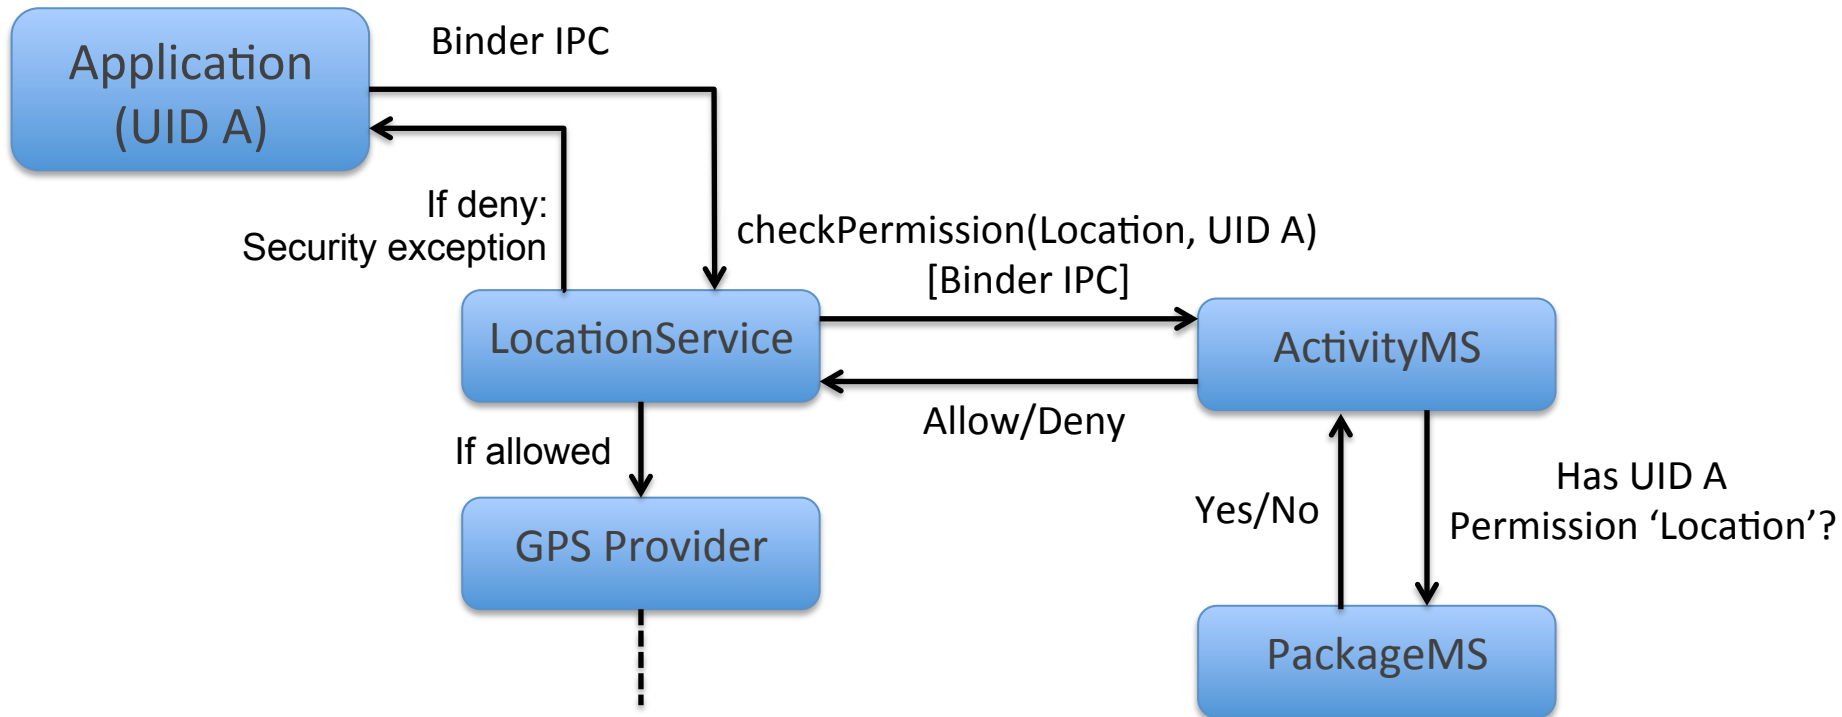 Application
(UID A)
Binder IPC
If deny:
Security exception
checkPermission(Location, UID A)
[Binder IPC]
LocationService
ActivityMS
Allow/Deny
If allowed
Yes/No
Has UID A
Permission ‘Location’?
GPS Provider
PackageMS